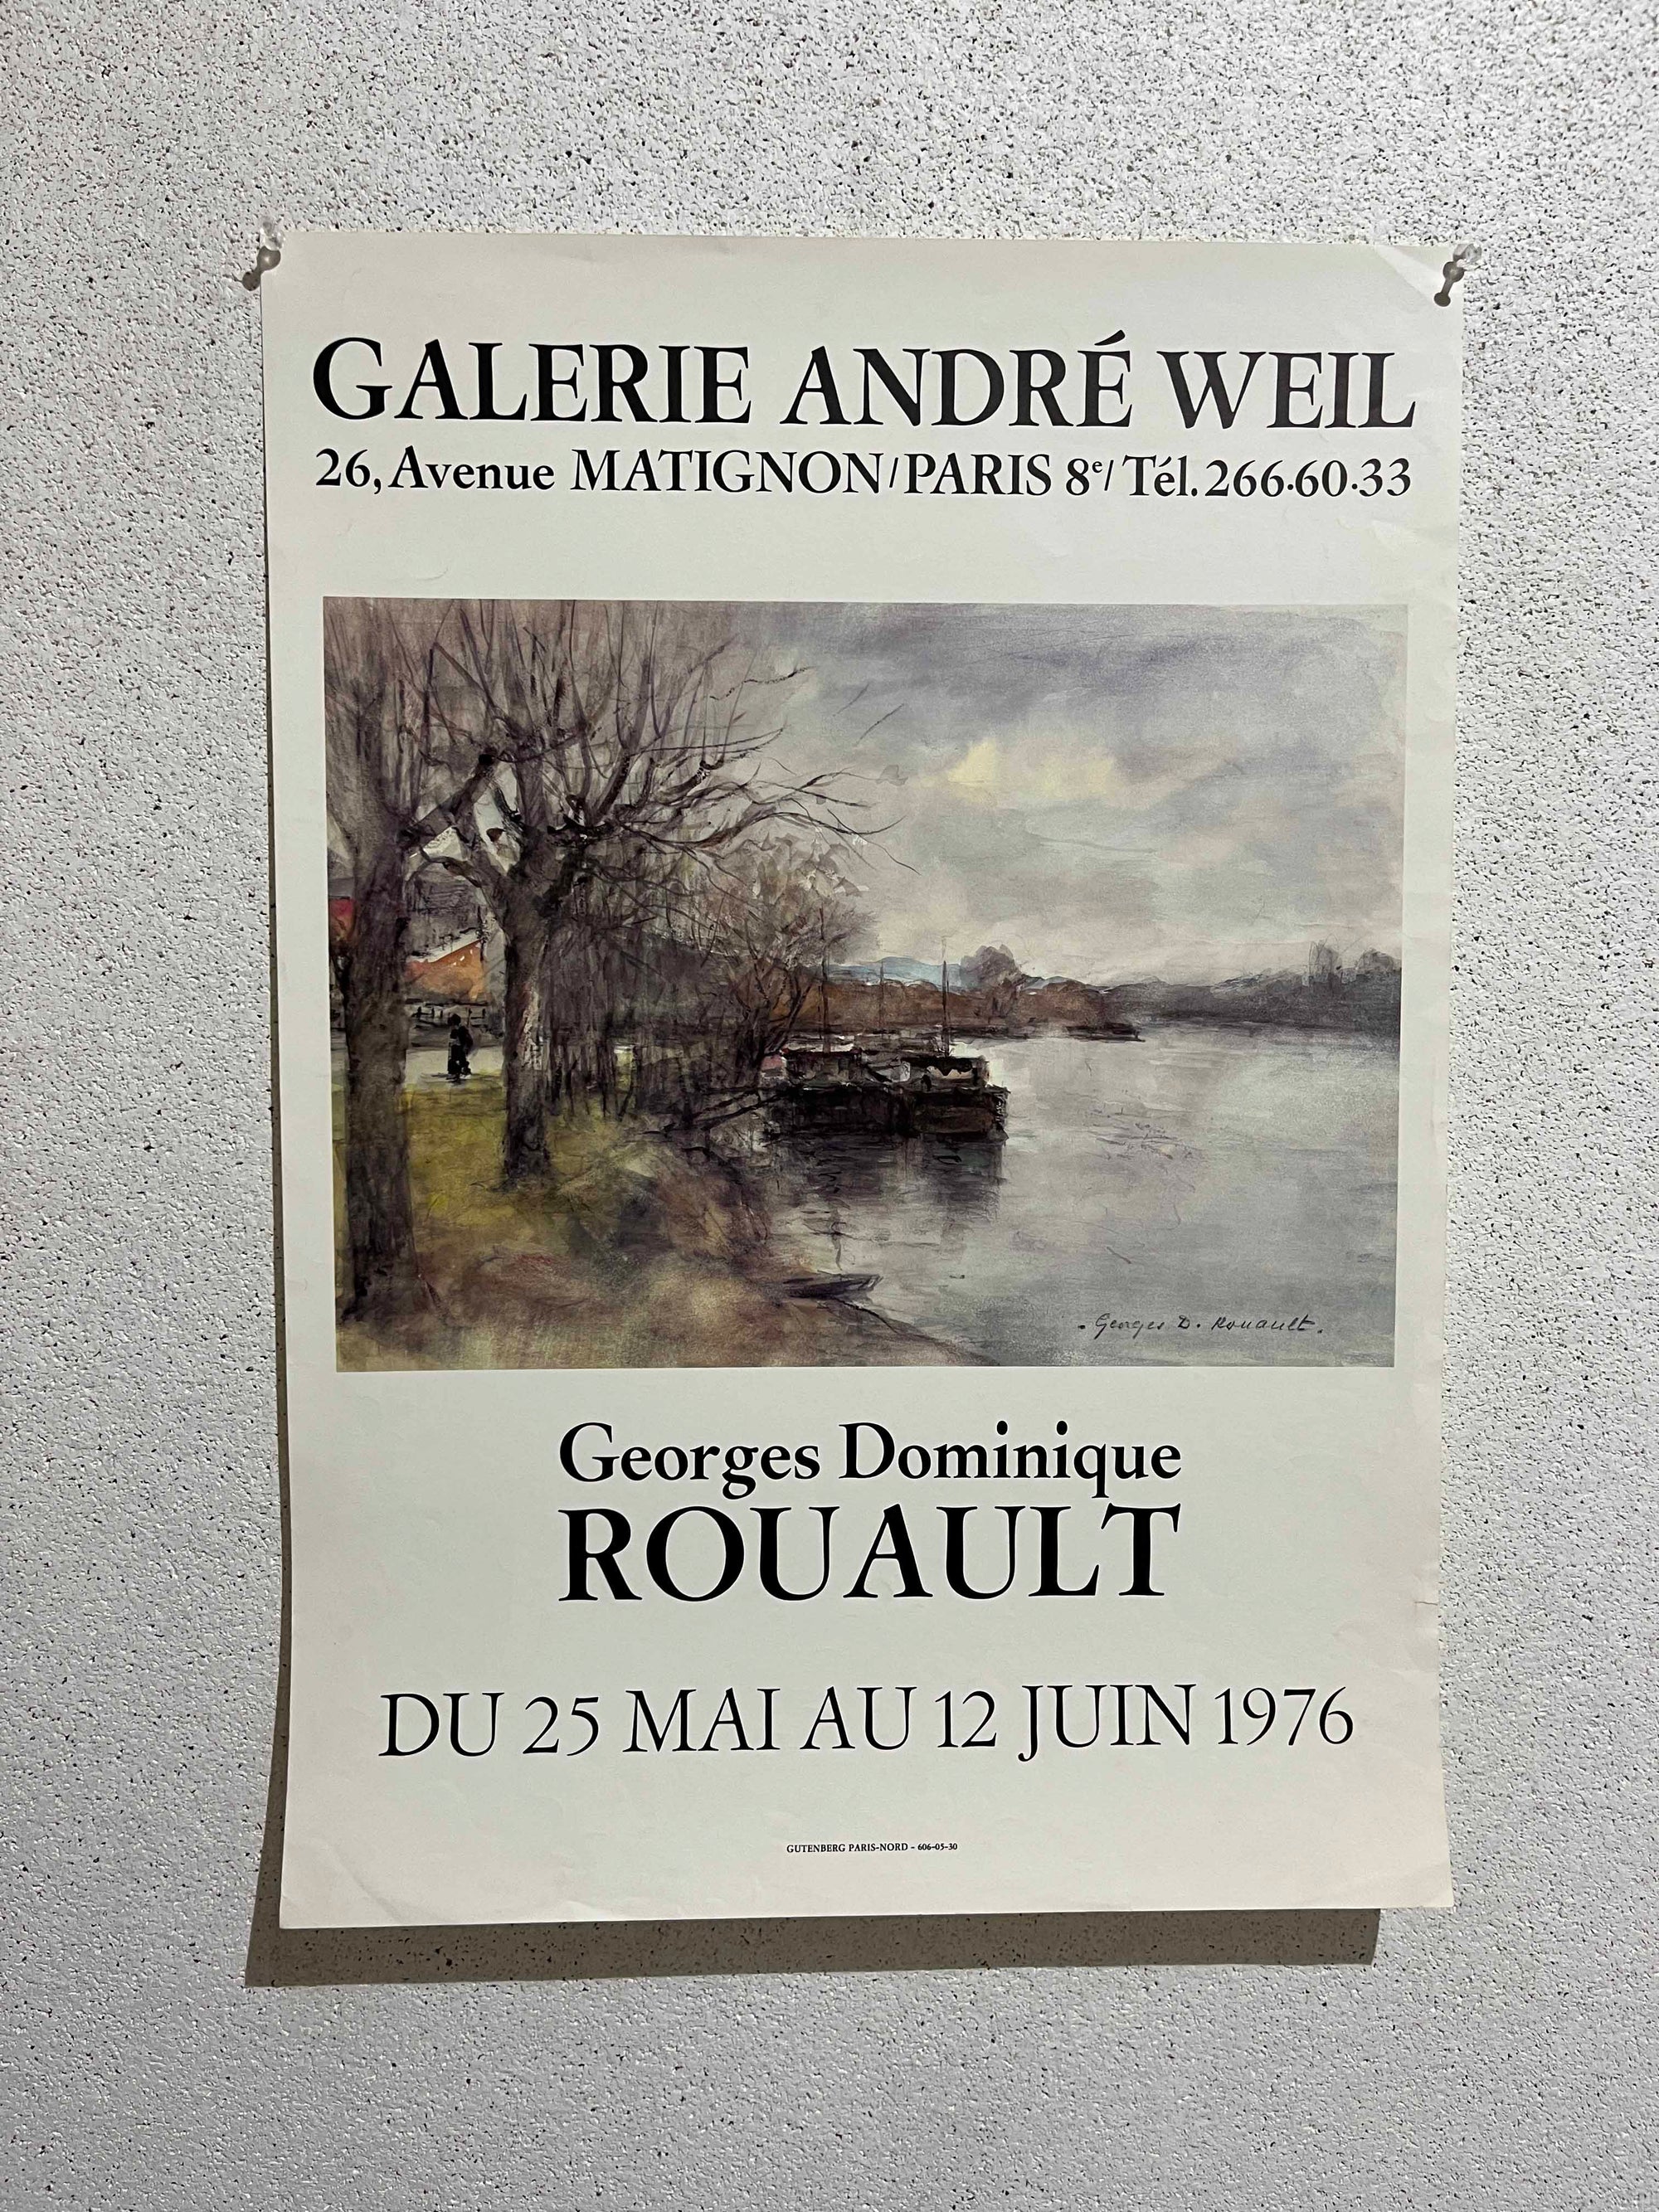 GALERIE ANDRÉ WEIL
26, Avenue MATIGNON/PARIS 8e/ Tél. 266.60.33
. Georges D. Rouault.
Georges Dominique
ROUAULT
DU 25 MAI AU 12 JUIN 1976
GUTENBERG PARIS-NORD - 606-05-30